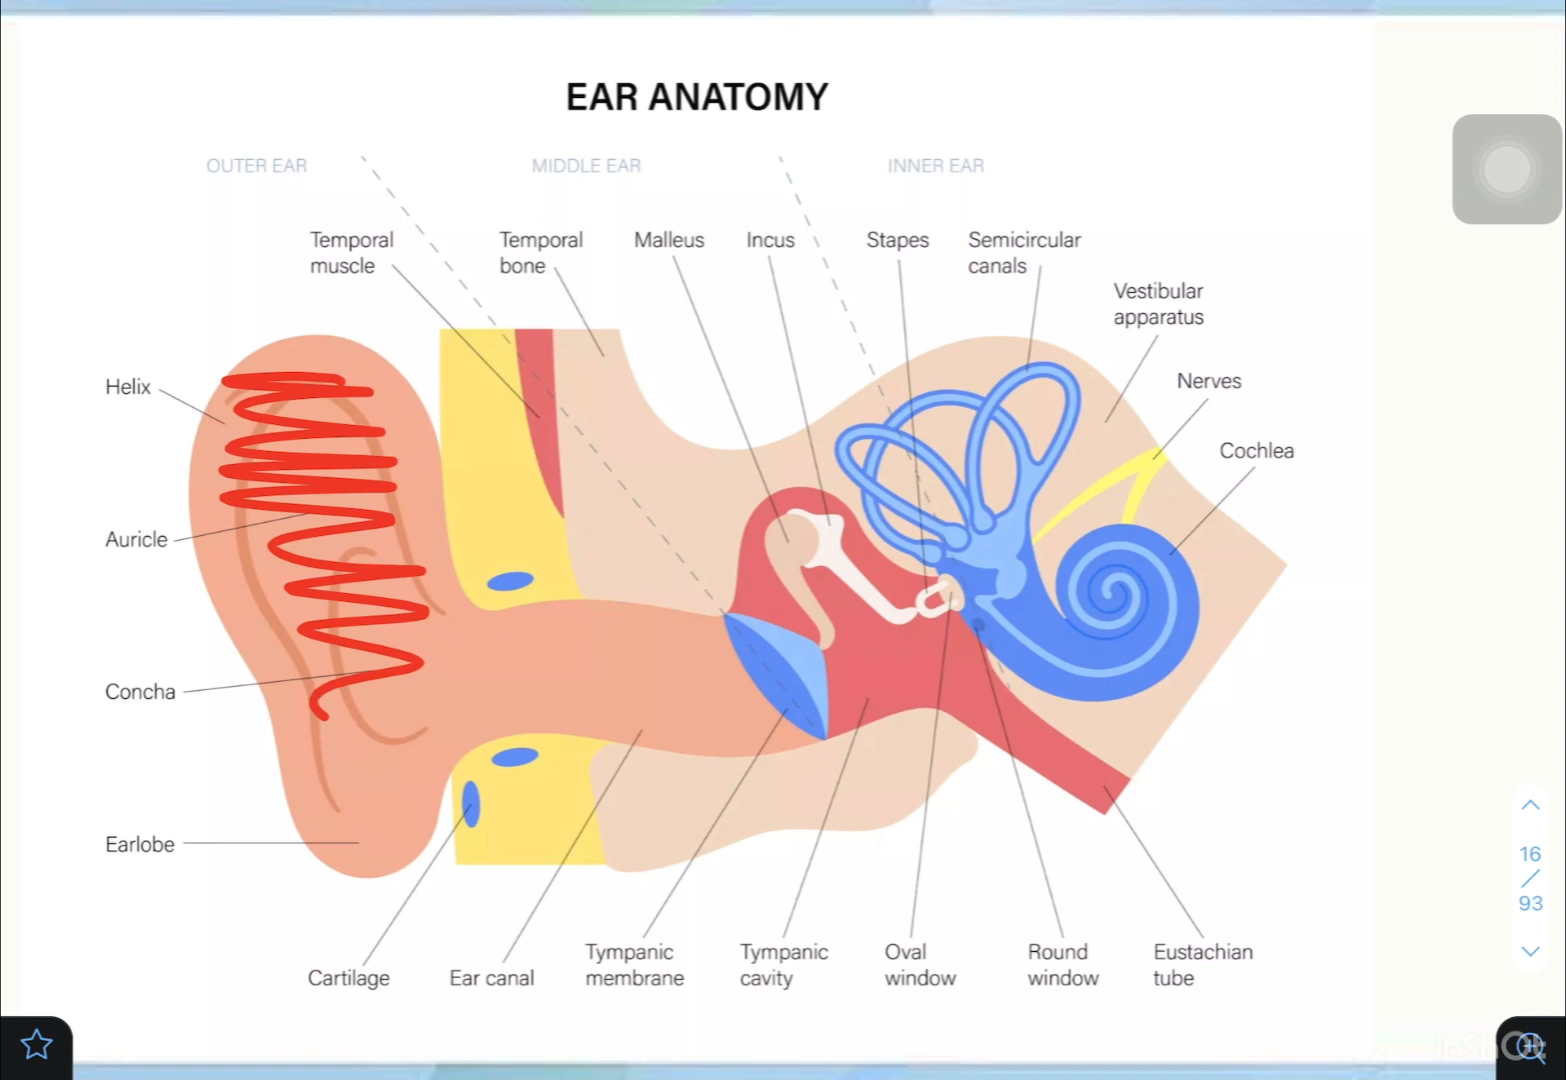 EAR ANATOMY
OUTER EAR
MIDDLE EAR
INNER EAR
Temporal
muscle
Temporal
bone
Malleus
Incus
Stapes
Semicircular
canals
Vestibular
apparatus
Helix
Nerves
Cochlea
Auricle
Concha
Earlobe
16
93
Cartilage
Ear canal
Tympanic
membrane
Tympanic
cavity
Oval
window
Round
window
Eustachian
tube